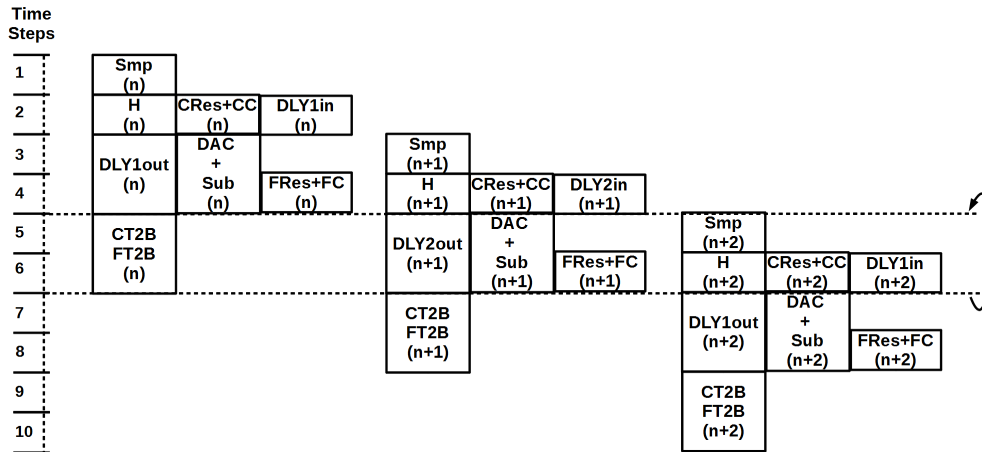 Time
Steps
1
2
3
4
5
6
7
8
9
10
Smp
(n)
H
(n)
CRes+CC
(n)
DLY1in
(n)
DLY1out
(n)
DAC
+
Sub
(n)
FRes+FC
(n)
CT2B
FT2B
(n)
Smp
(n+1)
H
(n+1)
CRes+CC
(n+1)
DLY2in
(n+1)
DLY2out
(n+1)
DAC
+
Sub
(n+1)
FRes+FC
(n+1)
CT2B
FT2B
(n+1)
Smp
(n+2)
H
(n+2)
CRes+CC
(n+2)
DLY1in
(n+2)
DLY1out
(n+2)
DAC
+
Sub
(n+2)
FRes+FC
(n+2)
CT2B
FT2B
(n+2)